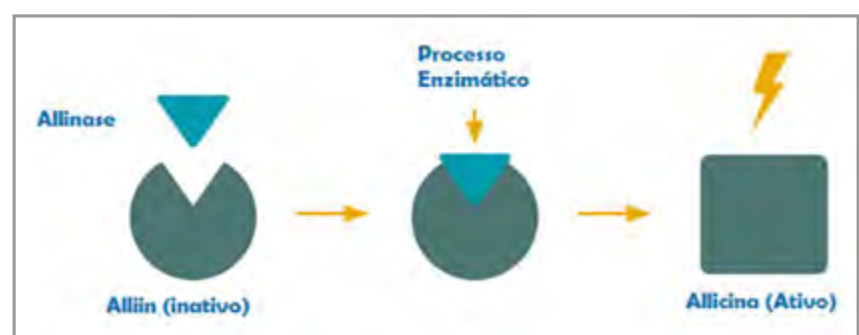 Processo
Enzimático
Allinase
Alliin (inativo)
Allicina (Ativo)